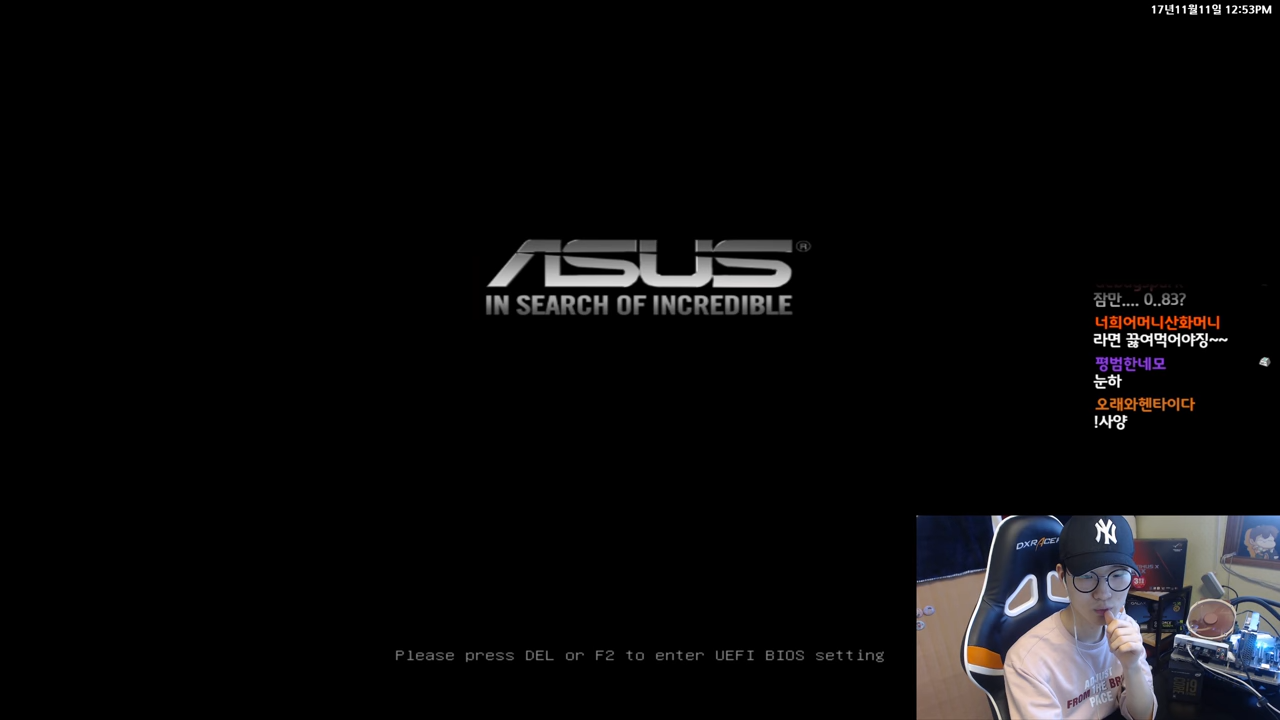 17년11월11일 12:53PM
ASUS®
IN SEARCH OF INCREDIBLE
잠만.... 0..83?
너희어머니산화머니
라면 끓여먹어야징~~
평범한네모
눈하
오래와헨타이다
!사양
Please press DEL or F2 to enter UEFI BIOS setting
DXRACER
NY